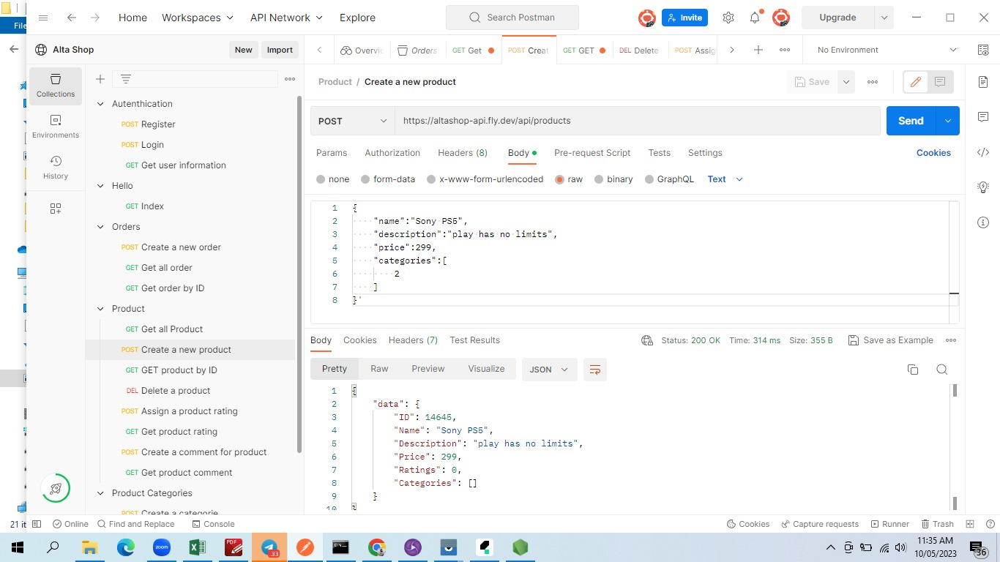 File
Home
Workspaces
API Network
Explore
Search Postman
Invite
Upgrade
Alta Shop
New
Import
Overvi
Orders
GET Get
POST Creat
GET GET
DEL Delete
POST Assig
No Environment
Collections
Environments
History
Autenthication
POST Register
POST Login
GET Get user information
Hello
GET Index
Orders
POST Create a new order
GET Get all order
GET Get order by ID
Product
GET Get all Product
POST Create a new product
GET GET product by ID
DEL Delete a product
POST Assign a product rating
GET Get product rating
POST Create a comment for product
GET Get product comment
Product Categories
POST Create a categorie
Product / Create a new product
Save
POST
https://altashop-api.fly.dev/api/products
Send
Params
Authorization
Headers (8)
Body
Pre-request Script
Tests
Settings
Cookies
none
form-data
x-www-form-urlencoded
raw
binary
GraphQL
Text
1 {
2 "name":"Sony PS5",
3 "description":"play has no limits",
4 "price":299,
5 "categories":[
6 2
7 ]
8 }'
Body
Cookies
Headers (7)
Test Results
Status: 200 OK
Time: 314 ms
Size: 355 B
Save as Example
Pretty
Raw
Preview
Visualize
JSON
1 {
2 "data": {
3 "ID": 14645,
4 "Name": "Sony PS5",
5 "Description": "play has no limits",
6 "Price": 299,
7 "Ratings": 0,
8 "Categories": []
9 }
10 }
21 it
Online
Find and Replace
Console
Cookies
Capture requests
Runner
Trash
zoom
PDF
33
11:35 AM
10/05/2023
36